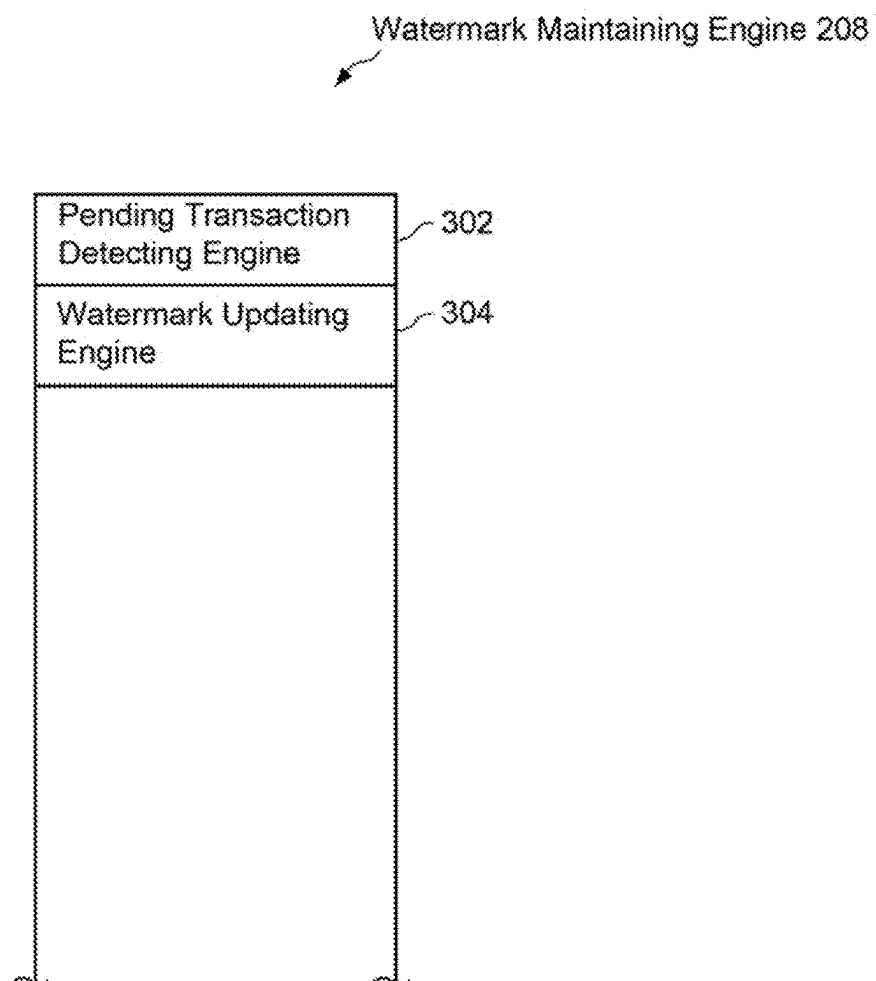 Watermark Maintaining Engine 208
Pending Transaction
Detecting Engine
302
Watermark Updating
Engine
304